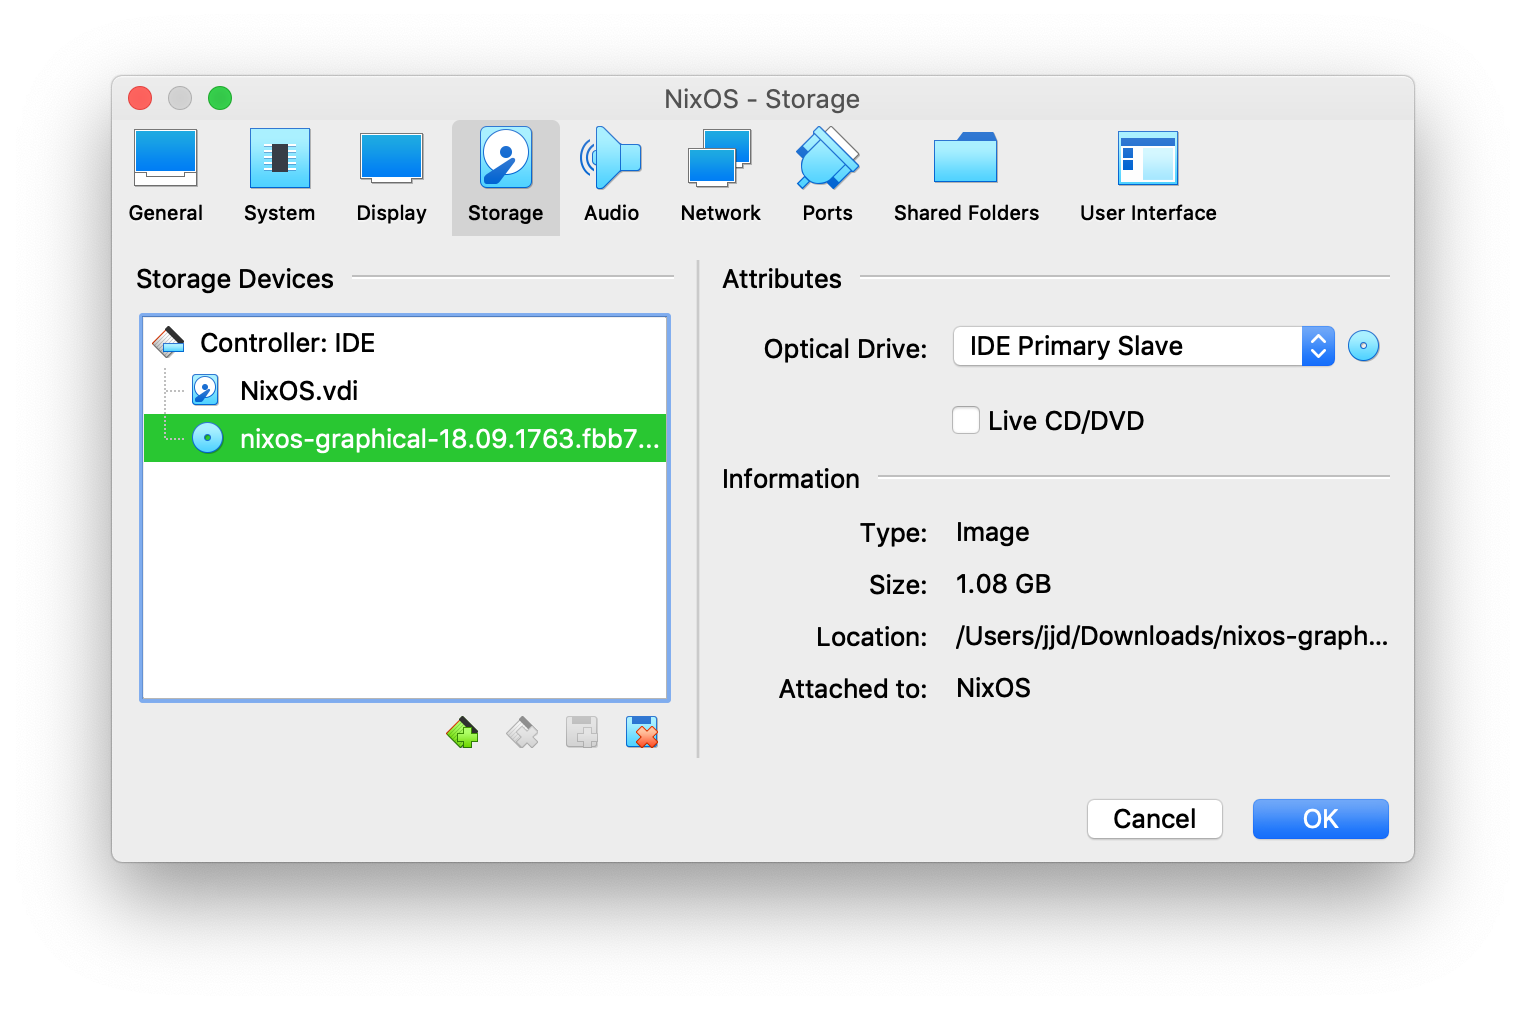 NixOS - Storage
General System Display Storage Audio Network Ports Shared Folders User Interface
Storage Devices
Controller: IDE
NixOS.vdi
nixos-graphical-18.09.1763.fbb7...
Attributes
Optical Drive: IDE Primary Slave
Live CD/DVD
Information
Type: Image
Size: 1.08 GB
Location: /Users/jjd/Downloads/nixos-graph...
Attached to: NixOS
Cancel OK